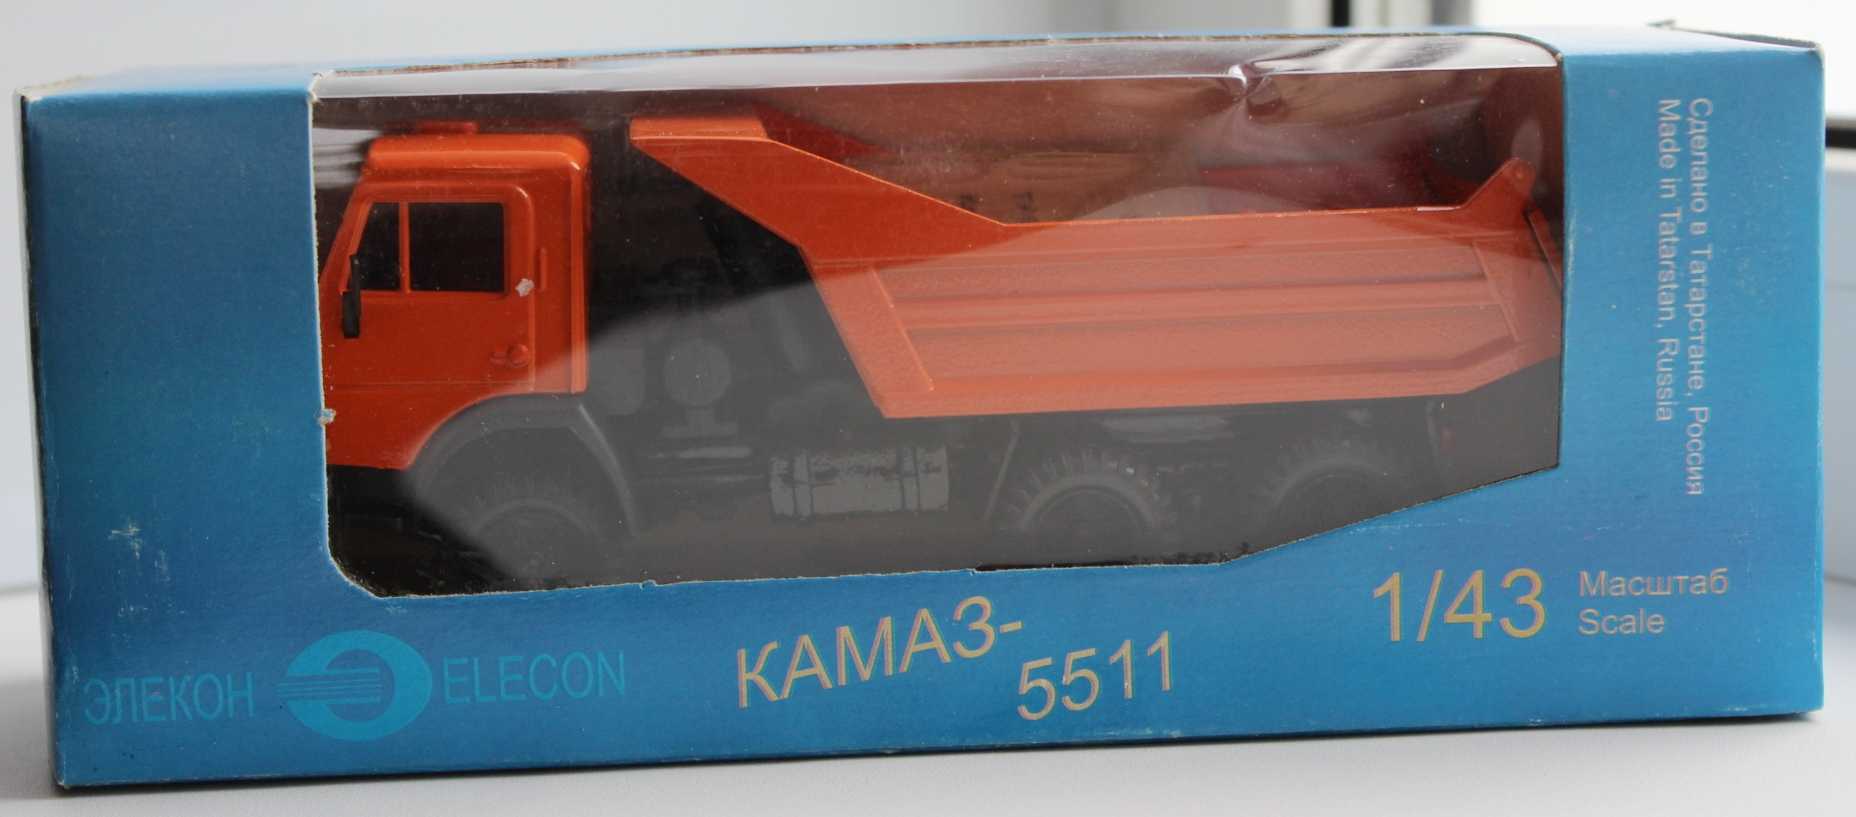 Сделано в Татарстане, Россия
Made in Tatarstan, Russia
ЭЛЕКОН ELECON
КАМАЗ-
5511
1/43
Масштаб
Scale